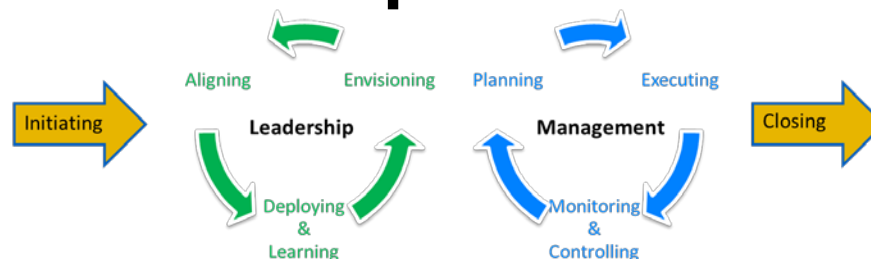 Aligning
Envisioning
Planning
Executing
Initiating
Leadership
Management
Closing
Deploying
&
Learning
Monitoring
&
Controlling